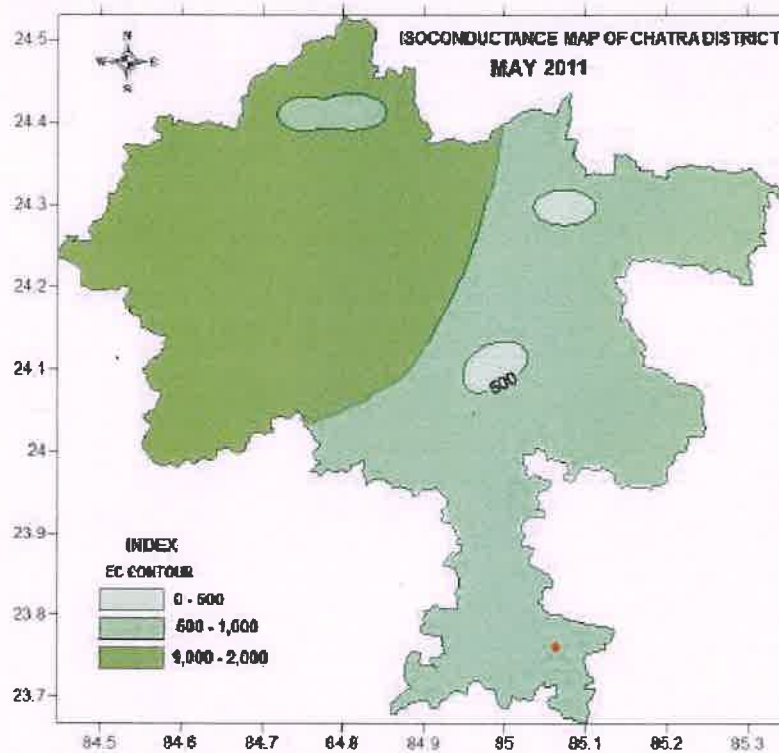 ISOCONDUCTANCE MAP OF CHATRA DISTRICT
MAY 2011
N
W E
S
24.5
24.4
24.3
24.2
24.1
24
23.9
23.8
23.7
500
INDEX
EC CONTOUR
0 - 500
500 - 1,000
1,000 - 2,000
84.5 84.6 84.7 84.8 84.9 85 85.1 85.2 85.3